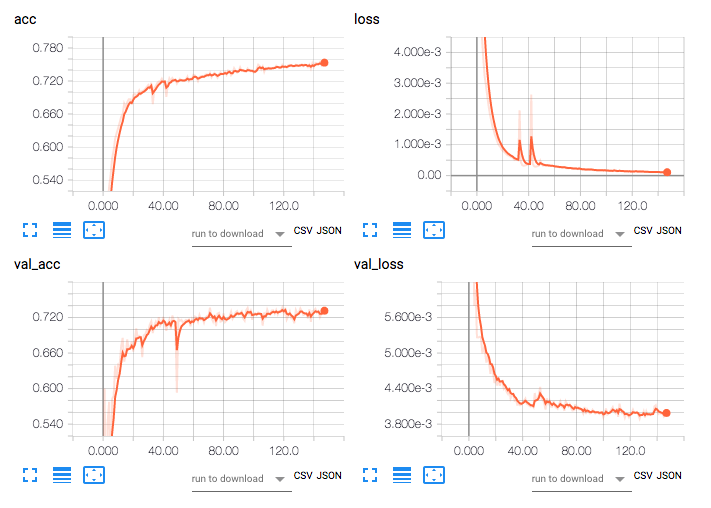 acc
0.780
0.720
0.660
0.600
0.540
0.000 40.00 80.00 120.0
run to download CSV JSON
loss
4.000e-3
3.000e-3
2.000e-3
1.000e-3
0.00
0.000 40.00 80.00 120.0
run to download CSV JSON
val_acc
0.720
0.660
0.600
0.540
0.000 40.00 80.00 120.0
run to download CSV JSON
val_loss
5.600e-3
5.000e-3
4.400e-3
3.800e-3
0.000 40.00 80.00 120.0
run to download CSV JSON